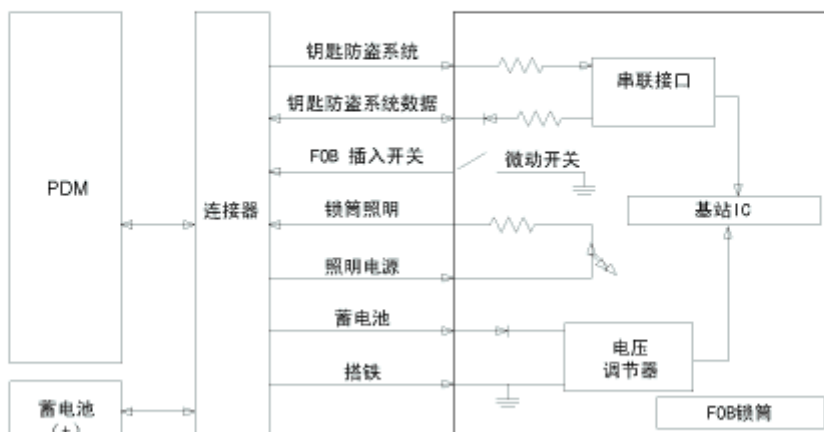 PDM
连接器
钥匙防盗系统
钥匙防盗系统数据
FOB 插入开关
锁筒照明
照明电源
蓄电池
搭铁
串联接口
微动开关
基站IC
电压
调节器
FOB锁筒
蓄电池
(+)